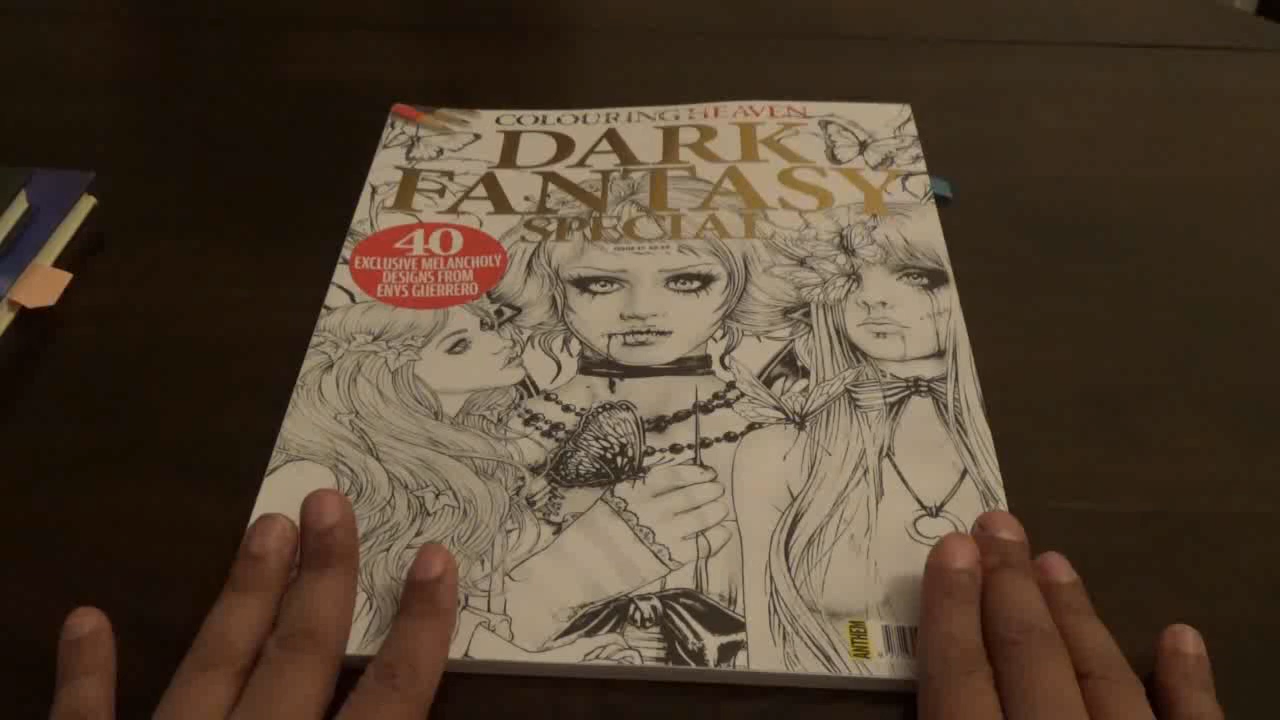 COLOURING HEAVEN
DARK
FANTASY
SPECIAL
40
EXCLUSIVE MELANCHOLY
DESIGNS FROM
ENYS GUERRERO
ANTHEM